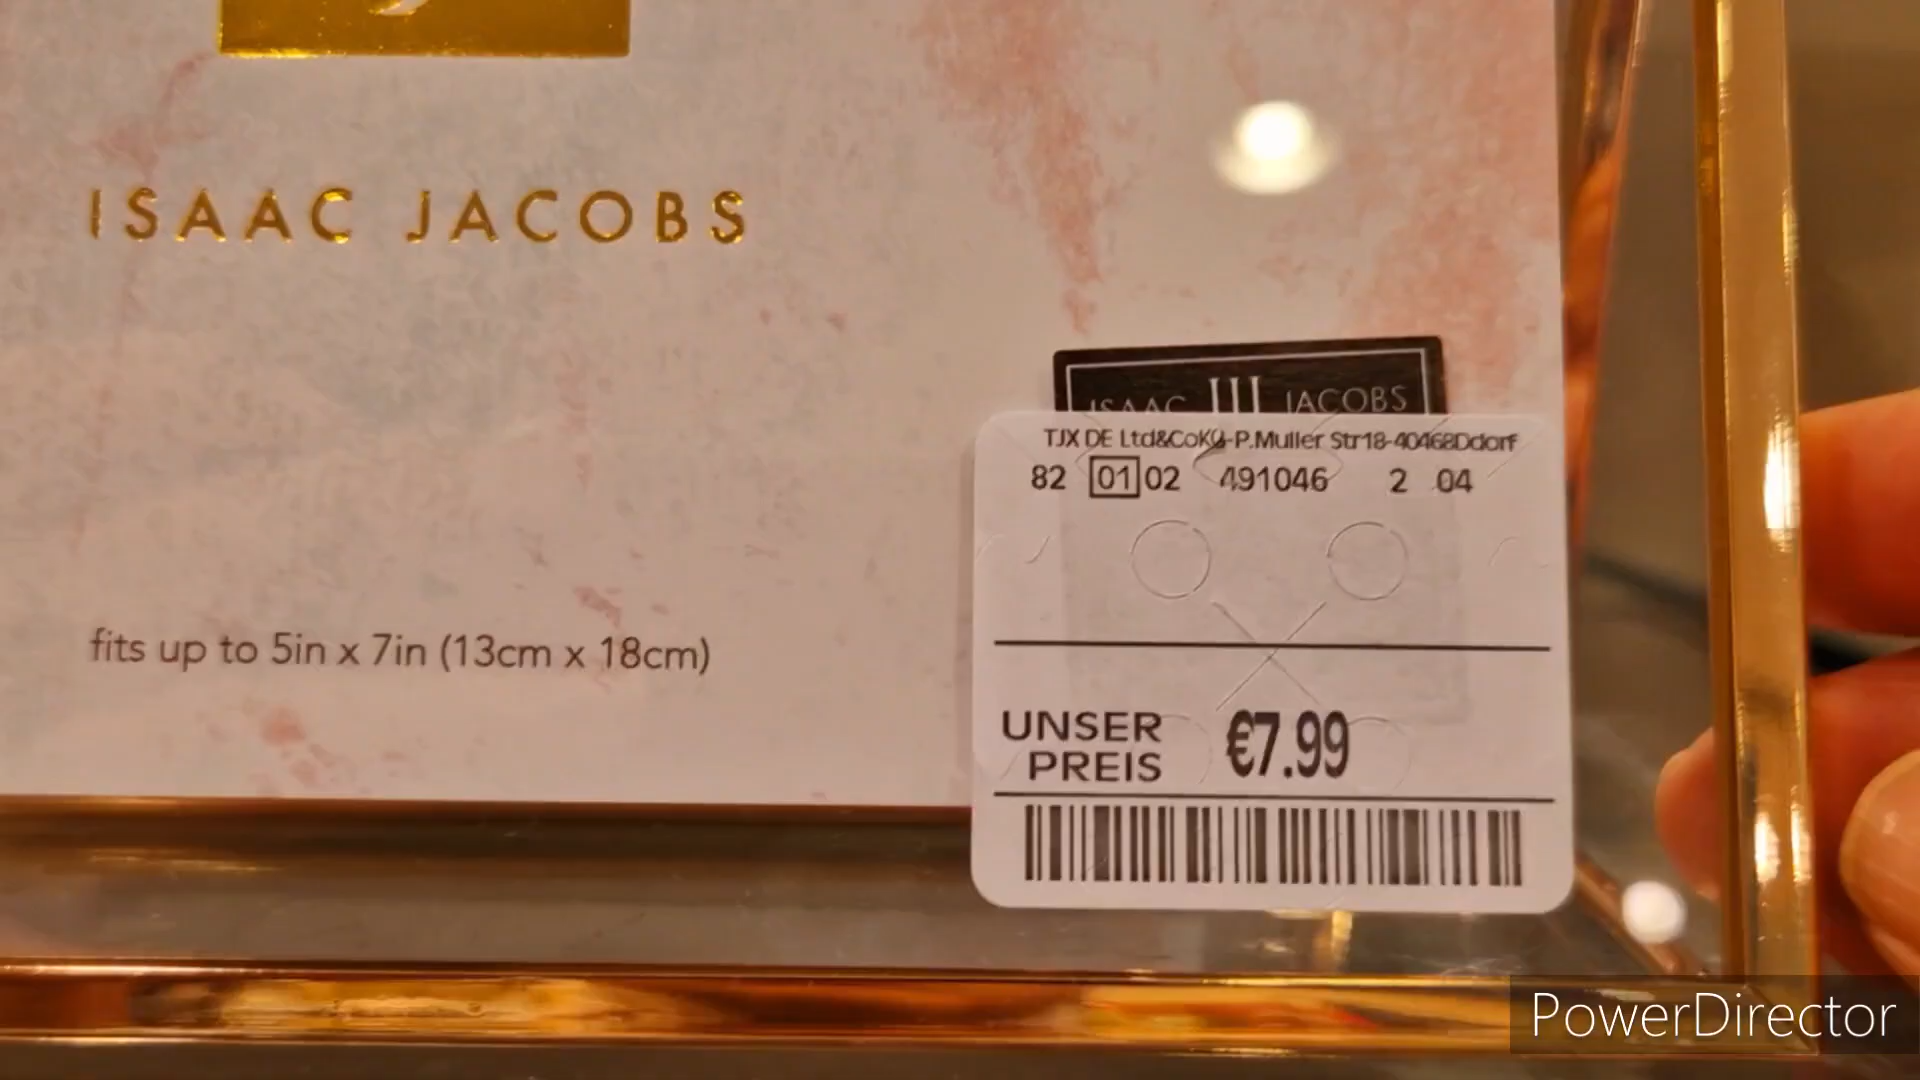 ISAAC JACOBS
ISAAC JACOBS
TJX DE Ltd&CoKG-P.Muller Str18-40468Ddorf
82 01 02 491046 2 04
fits up to 5in x 7in (13cm x 18cm)
UNSER PREIS €7.99
PowerDirector